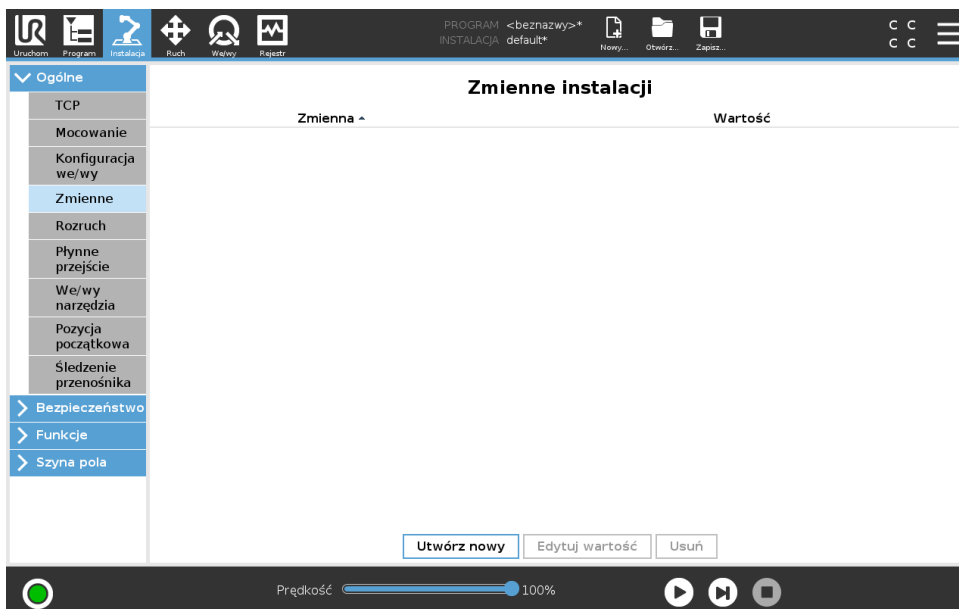 PROGRAM <beznazwy>*
INSTALACJA default*
Uruchom Program Instalacja Ruch We/wy Rejestr Nowy... Otwórz... Zapisz...
C C
C C
Ogólne
TCP
Mocowanie
Konfiguracja
we/wy
Zmienne
Rozruch
Płynne
przejście
We/wy
narzędzia
Pozycja
początkowa
Śledzenie
przenośnika
Bezpieczeństwo
Funkcje
Szyna pola
Zmienne instalacji
Zmienna Wartość
Utwórz nowy Edytuj wartość Usuń
Prędkość 100%